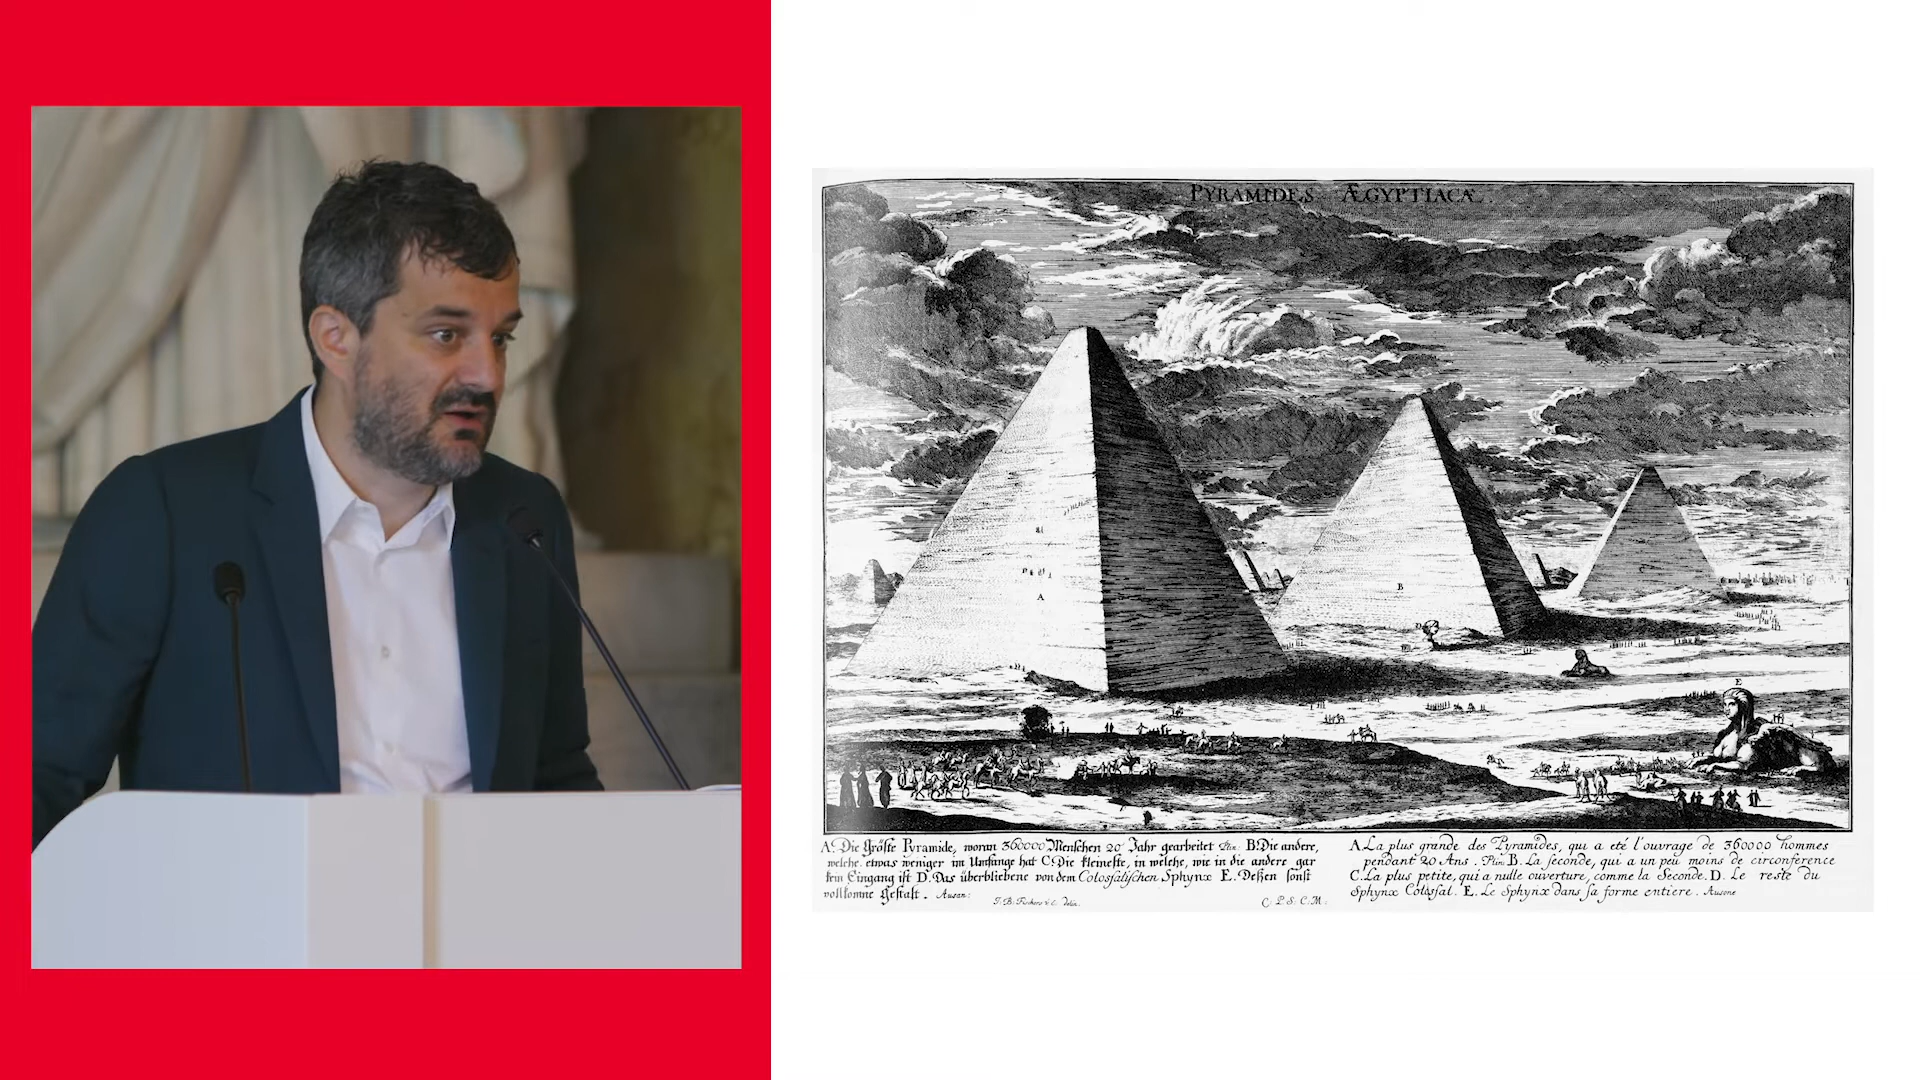 PYRAMIDES ÆGYPTIACÆ.
A
B
C
D
E
A. Die Gröste Pyramide, woran 360000 Menschen 20 Jahr gearbeitet Plin: B. Die andere,
welche etwas weniger im Umfange hat C. Die kleineste, in welche, wie in die andere gar
kein Eingang ist D. Das überbliebene von dem Colossalischen Sphynx E. Deßen sonst
vollkomne Gestalt. Auson:
A. La plus grande des Pyramides, qui a eté l'ouvrage de 360000 hommes
pendant 20 Ans. Plin B. La seconde, qui a un peu moins de circonference
C. La plus petite, qui a nulle ouverture, comme la Seconde. D. Le reste du
Sphynx Colossal. E. Le Sphynx dans sa forme entiere. Ausone
C. P. S. C. M.